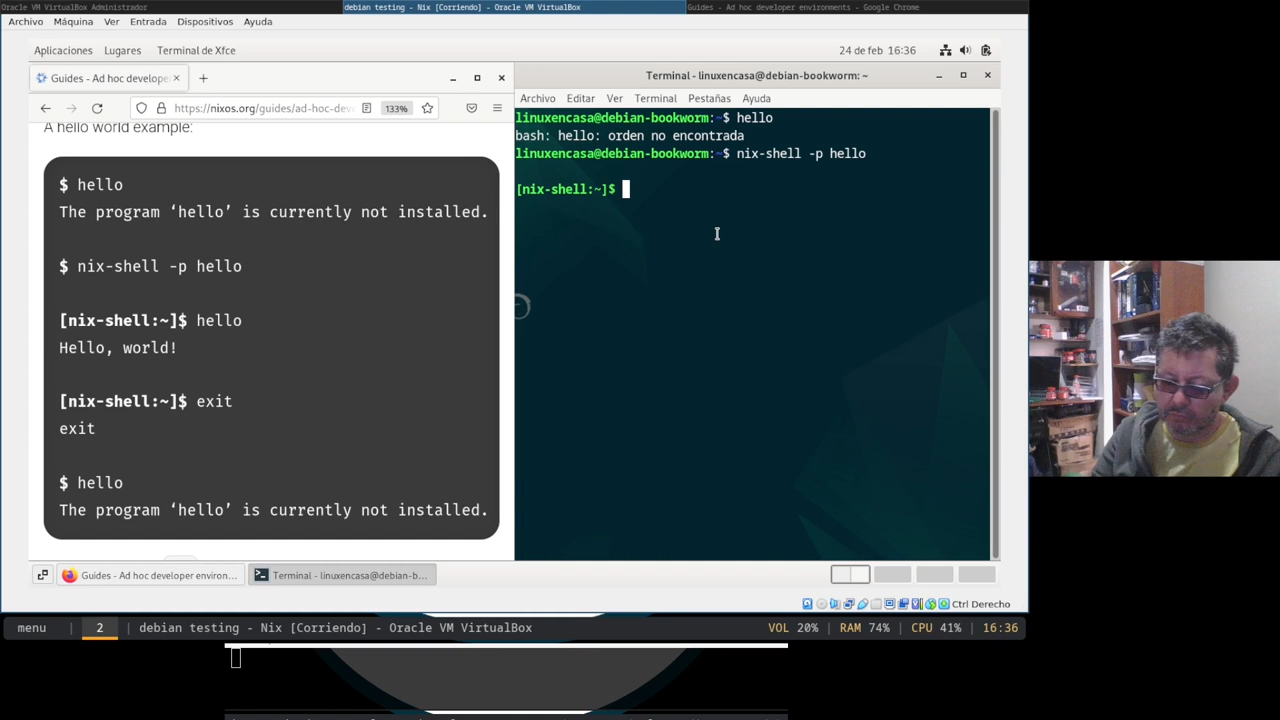 Oracle VM VirtualBox Administrador
debian testing - Nix [Corriendo] - Oracle VM VirtualBox
Guides - Ad hoc developer environments - Google Chrome
Archivo Máquina Ver Entrada Dispositivos Ayuda
Aplicaciones Lugares Terminal de Xfce
24 de feb 16:36
Guides - Ad hoc develope
https://nixos.org/guides/ad-hoc-dev
133%
A hello world example:
$ hello
The program ‘hello’ is currently not installed.
$ nix-shell -p hello
[nix-shell:~]$ hello
Hello, world!
[nix-shell:~]$ exit
exit
$ hello
The program ‘hello’ is currently not installed.
Terminal - linuxencasa@debian-bookworm: ~
Archivo Editar Ver Terminal Pestañas Ayuda
linuxencasa@debian-bookworm:~$ hello
bash: hello: orden no encontrada
linuxencasa@debian-bookworm:~$ nix-shell -p hello
[nix-shell:~]$
Guides - Ad hoc developer environ...
Terminal - linuxencasa@debian-b...
Ctrl Derecho
menu | 2 | debian testing - Nix [Corriendo] - Oracle VM VirtualBox
VOL 20% | RAM 74% | CPU 41% | 16:36